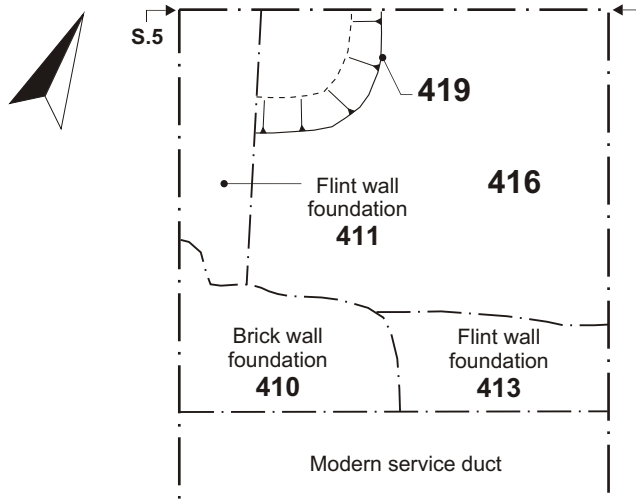 S.5
419
416
Flint wall
foundation
411
Brick wall
foundation
410
Flint wall
foundation
413
Modern service duct